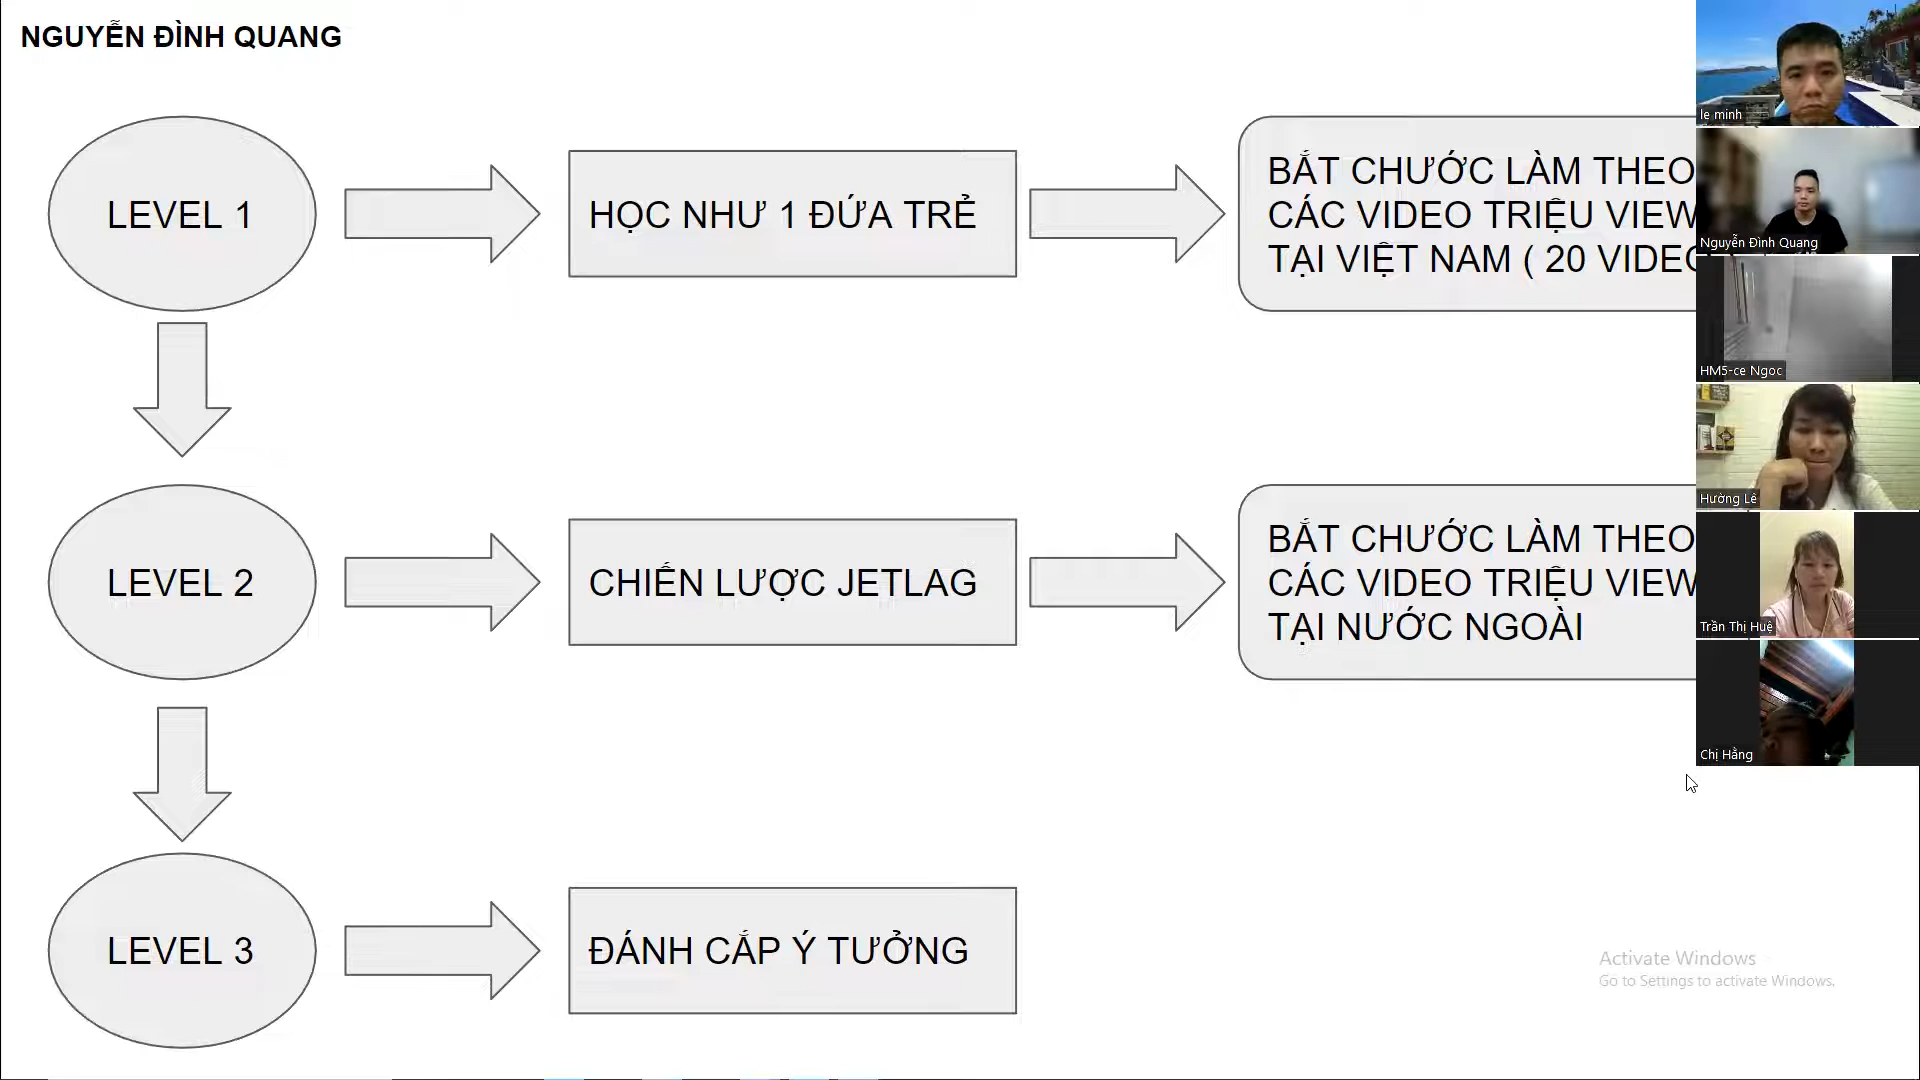 NGUYỄN ĐÌNH QUANG
LEVEL 1
HỌC NHƯ 1 ĐỨA TRẺ
BẮT CHƯỚC LÀM THEO
CÁC VIDEO TRIỆU VIEW
TẠI VIỆT NAM ( 20 VIDEO
LEVEL 2
CHIẾN LƯỢC JETLAG
BẮT CHƯỚC LÀM THEO
CÁC VIDEO TRIỆU VIEW
TẠI NƯỚC NGOÀI
LEVEL 3
ĐÁNH CẮP Ý TƯỞNG
le minh
Nguyễn Đình Quang
HM5-ce Ngoc
Hường Lê
Trần Thị Huệ
Chị Hằng
Activate Windows
Go to Settings to activate Windows.